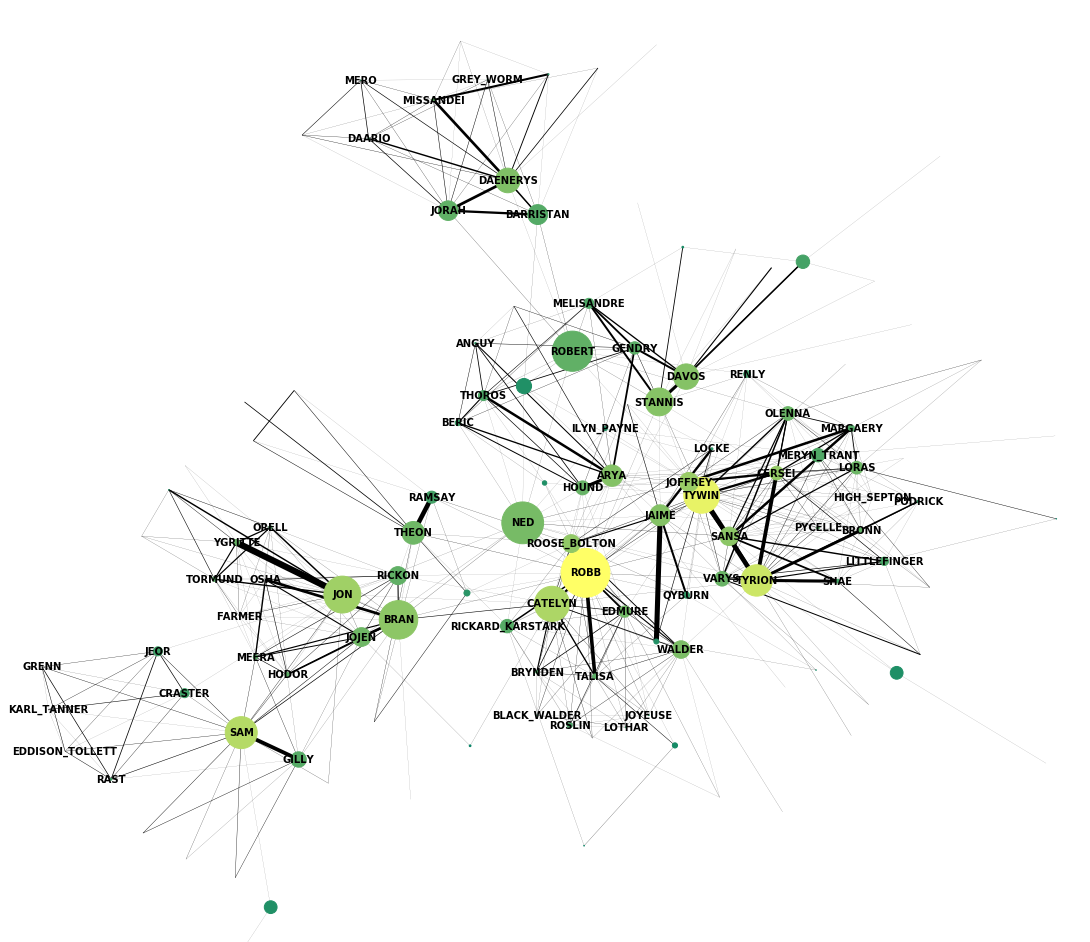 MERO
GREY_WORM
MISSANDEI
DAARIO
DAENERYS
JORAH
BARRISTAN
MELISANDRE
ANGUY
ROBERT
GENDRY
DAVOS
RENLY
THOROS
STANNIS
BERIC
ILYN_PAYNE
OLENNA
MARGAERY
LOCKE
MERYN_TRANT
LORAS
CERSEI
ARYA
HOUND
JOFFREY
TYWIN
RAMSAY
HIGH_SEPTON
PODRICK
JAIME
NED
ORELL
THEON
PYCELLE
BRONN
SANSA
YGRITTE
ROOSE_BOLTON
LITTLEFINGER
ROBB
RICKON
TORMUND
OSHA
VARYS
TYRION
SHAE
JON
OYBURN
CATELYN
EDMURE
FARMER
BRAN
RICKARD_KARSTARK
JOJEN
WALDER
JEOR
MEERA
GRENN
HODOR
BRYNDEN
TALISA
CRASTER
KARL_TANNER
BLACK_WALDER
JOYEUSE
ROSLIN
LOTHAR
SAM
EDDISON_TOLLETT
GILLY
RAST